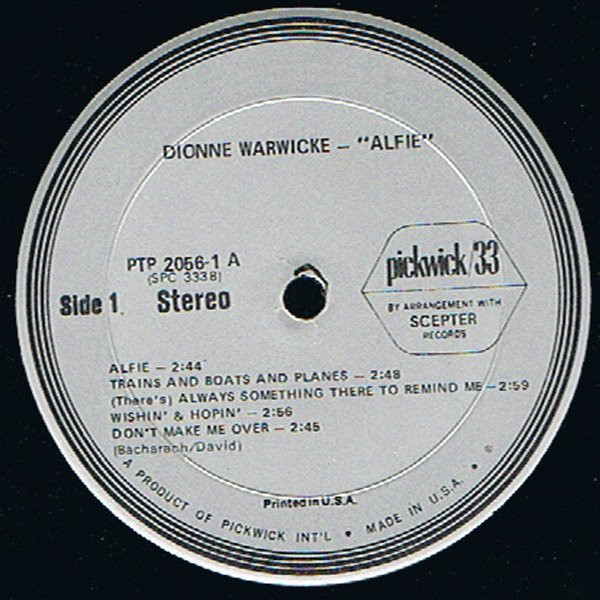 DIONNE WARWICKE – "ALFIE"
PTP 2056-1 A
(SPC 3338)
Side 1. Stereo
pickwick/33
BY ARRANGEMENT WITH
SCEPTER
RECORDS
ALFIE – 2:44
TRAINS AND BOATS AND PLANES – 2:48
(There's) ALWAYS SOMETHING THERE TO REMIND ME – 2:59
WISHIN' & HOPIN' – 2:56
DON'T MAKE ME OVER – 2:45
(Bacharach/David)
Printed in U.S.A.
A PRODUCT OF PICKWICK INT'L • MADE IN U.S.A. •